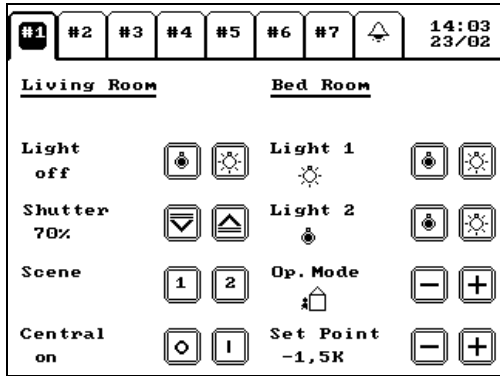 #1 #2 #3 #4 #5 #6 #7 14:03
23/02
Living Room
Bed Room
Light
off
Light 1
Shutter
70%
Light 2
Scene
1 2
Op. Mode
− +
Central
on
O I
Set Point
-1,5K
− +